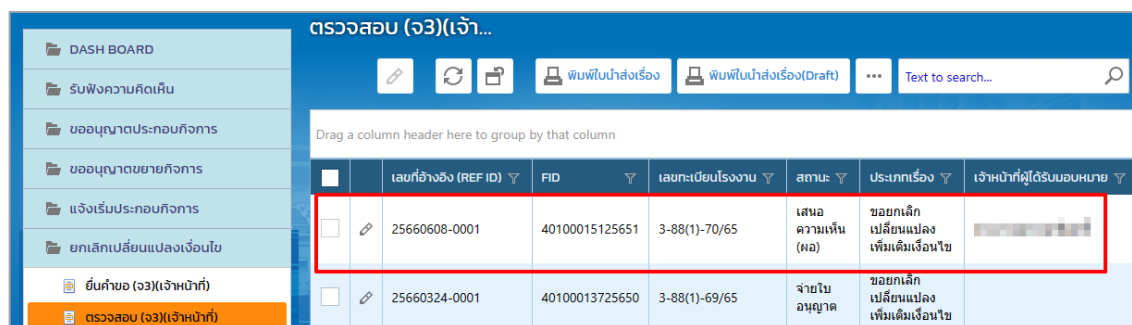 ตรวจสอบ (จ3)(เจ้า...
DASH BOARD
รับฟังความคิดเห็น
ขออนุญาตประกอบกิจการ
ขออนุญาตขยายกิจการ
แจ้งเริ่มประกอบกิจการ
ยกเลิกเปลี่ยนแปลงเงื่อนไข
ยื่นคำขอ (จ3)(เจ้าหน้าที่)
ตรวจสอบ (จ3)(เจ้าหน้าที่)
พิมพ์ใบนำส่งเรื่อง พิมพ์ใบนำส่งเรื่อง(Draft) ... Text to search...
Drag a column header here to group by that column
เลขที่อ้างอิง (REF ID) FID เลขทะเบียนโรงงาน สถานะ ประเภทเรื่อง เจ้าหน้าที่ผู้ได้รับมอบหมาย
25660608-0001 40100015125651 3-88(1)-70/65
เสนอ
ความเห็น
(ผอ)
ขอยกเลิก
เปลี่ยนแปลง
เพิ่มเติมเงื่อนไข
25660324-0001 40100013725650 3-88(1)-69/65
จ่ายใบ
อนุญาต
ขอยกเลิก
เปลี่ยนแปลง
เพิ่มเติมเงื่อนไข